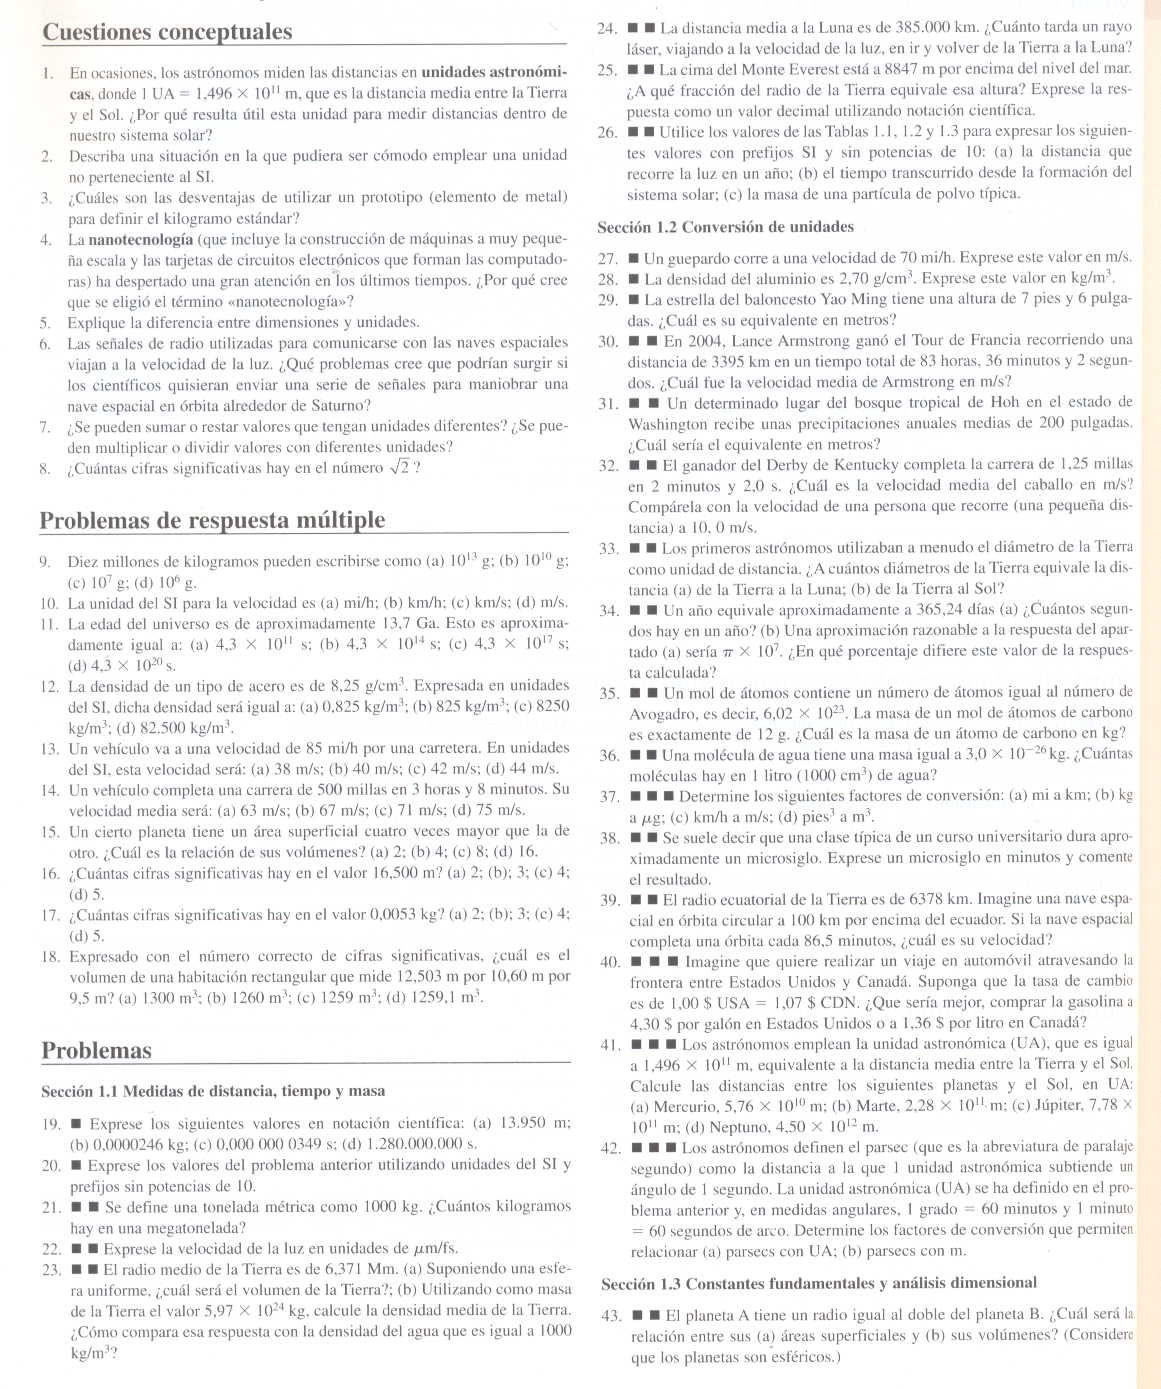 Cuestiones conceptuales
1. En ocasiones, los astrónomos miden las distancias en unidades astronómi-
cas, donde 1 UA = 1,496 × 10¹¹ m, que es la distancia media entre la Tierra
y el Sol. ¿Por qué resulta útil esta unidad para medir distancias dentro de
nuestro sistema solar?
2. Describa una situación en la que pudiera ser cómodo emplear una unidad
no perteneciente al SI.
3. ¿Cuáles son las desventajas de utilizar un prototipo (elemento de metal)
para definir el kilogramo estándar?
4. La nanotecnología (que incluye la construcción de máquinas a muy peque-
ña escala y las tarjetas de circuitos electrónicos que forman las computado-
ras) ha despertado una gran atención en los últimos tiempos. ¿Por qué cree
que se eligió el término «nanotecnología»?
5. Explique la diferencia entre dimensiones y unidades.
6. Las señales de radio utilizadas para comunicarse con las naves espaciales
viajan a la velocidad de la luz. ¿Qué problemas cree que podrían surgir si
los científicos quisieran enviar una serie de señales para maniobrar una
nave espacial en órbita alrededor de Saturno?
7. ¿Se pueden sumar o restar valores que tengan unidades diferentes? ¿Se pue-
den multiplicar o dividir valores con diferentes unidades?
8. ¿Cuántas cifras significativas hay en el número √2 ?
Problemas de respuesta múltiple
9. Diez millones de kilogramos pueden escribirse como (a) 10¹³ g; (b) 10¹⁰ g;
(c) 10⁷ g; (d) 10⁶ g.
10. La unidad del SI para la velocidad es (a) mi/h; (b) km/h; (c) km/s; (d) m/s.
11. La edad del universo es de aproximadamente 13,7 Ga. Esto es aproxima-
damente igual a: (a) 4,3 × 10¹¹ s; (b) 4,3 × 10¹⁴ s; (c) 4,3 × 10¹⁷ s;
(d) 4,3 × 10²⁰ s.
12. La densidad de un tipo de acero es de 8,25 g/cm³. Expresada en unidades
del SI, dicha densidad será igual a: (a) 0,825 kg/m³; (b) 825 kg/m³; (c) 8250
kg/m³; (d) 82.500 kg/m³.
13. Un vehículo va a una velocidad de 85 mi/h por una carretera. En unidades
del SI, esta velocidad será: (a) 38 m/s; (b) 40 m/s; (c) 42 m/s; (d) 44 m/s.
14. Un vehículo completa una carrera de 500 millas en 3 horas y 8 minutos. Su
velocidad media será: (a) 63 m/s; (b) 67 m/s; (c) 71 m/s; (d) 75 m/s.
15. Un cierto planeta tiene un área superficial cuatro veces mayor que la de
otro. ¿Cuál es la relación de sus volúmenes? (a) 2; (b) 4; (c) 8; (d) 16.
16. ¿Cuántas cifras significativas hay en el valor 16,500 m? (a) 2; (b); 3; (c) 4;
(d) 5.
17. ¿Cuántas cifras significativas hay en el valor 0,0053 kg? (a) 2; (b); 3; (c) 4;
(d) 5.
18. Expresado con el número correcto de cifras significativas, ¿cuál es el
volumen de una habitación rectangular que mide 12,503 m por 10,60 m por
9,5 m? (a) 1300 m³; (b) 1260 m³; (c) 1259 m³; (d) 1259,1 m³.
Problemas
Sección 1.1 Medidas de distancia, tiempo y masa
19. ■ Exprese los siguientes valores en notación científica: (a) 13.950 m;
(b) 0,0000246 kg; (c) 0,000 000 0349 s; (d) 1.280.000.000 s.
20. ■ Exprese los valores del problema anterior utilizando unidades del SI y
prefijos sin potencias de 10.
21. ■ ■ Se define una tonelada métrica como 1000 kg. ¿Cuántos kilogramos
hay en una megatonelada?
22. ■ ■ Exprese la velocidad de la luz en unidades de μm/fs.
23. ■ ■ El radio medio de la Tierra es de 6,371 Mm. (a) Suponiendo una esfe-
ra uniforme, ¿cuál será el volumen de la Tierra?; (b) Utilizando como masa
de la Tierra el valor 5,97 × 10²⁴ kg, calcule la densidad media de la Tierra.
¿Cómo compara esa respuesta con la densidad del agua que es igual a 1000
kg/m³?
24. ■ ■ La distancia media a la Luna es de 385.000 km. ¿Cuánto tarda un rayo
láser, viajando a la velocidad de la luz, en ir y volver de la Tierra a la Luna?
25. ■ ■ La cima del Monte Everest está a 8847 m por encima del nivel del mar.
¿A qué fracción del radio de la Tierra equivale esa altura? Exprese la res-
puesta como un valor decimal utilizando notación científica.
26. ■ ■ Utilice los valores de las Tablas 1.1, 1.2 y 1.3 para expresar los siguien-
tes valores con prefijos SI y sin potencias de 10: (a) la distancia que
recorre la luz en un año; (b) el tiempo transcurrido desde la formación del
sistema solar; (c) la masa de una partícula de polvo típica.
Sección 1.2 Conversión de unidades
27. ■ Un guepardo corre a una velocidad de 70 mi/h. Exprese este valor en m/s.
28. ■ La densidad del aluminio es 2,70 g/cm³. Exprese este valor en kg/m³.
29. ■ La estrella del baloncesto Yao Ming tiene una altura de 7 pies y 6 pulga-
das. ¿Cuál es su equivalente en metros?
30. ■ ■ En 2004, Lance Armstrong ganó el Tour de Francia recorriendo una
distancia de 3395 km en un tiempo total de 83 horas, 36 minutos y 2 segun-
dos. ¿Cuál fue la velocidad media de Armstrong en m/s?
31. ■ ■ Un determinado lugar del bosque tropical de Hoh en el estado de
Washington recibe unas precipitaciones anuales medias de 200 pulgadas.
¿Cuál sería el equivalente en metros?
32. ■ ■ El ganador del Derby de Kentucky completa la carrera de 1,25 millas
en 2 minutos y 2,0 s. ¿Cuál es la velocidad media del caballo en m/s?
Compárela con la velocidad de una persona que recorre (una pequeña dis-
tancia) a 10, 0 m/s.
33. ■ ■ Los primeros astrónomos utilizaban a menudo el diámetro de la Tierra
como unidad de distancia. ¿A cuántos diámetros de la Tierra equivale la dis-
tancia (a) de la Tierra a la Luna; (b) de la Tierra al Sol?
34. ■ ■ Un año equivale aproximadamente a 365,24 días (a) ¿Cuántos segun-
dos hay en un año? (b) Una aproximación razonable a la respuesta del apar-
tado (a) sería π × 10⁷. ¿En qué porcentaje difiere este valor de la respues-
ta calculada?
35. ■ ■ Un mol de átomos contiene un número de átomos igual al número de
Avogadro, es decir, 6,02 × 10²³. La masa de un mol de átomos de carbono
es exactamente de 12 g. ¿Cuál es la masa de un átomo de carbono en kg?
36. ■ ■ Una molécula de agua tiene una masa igual a 3,0 × 10⁻²⁶ kg. ¿Cuántas
moléculas hay en 1 litro (1000 cm³) de agua?
37. ■ ■ ■ Determine los siguientes factores de conversión: (a) mi a km; (b) kg
a μg; (c) km/h a m/s; (d) pies³ a m³.
38. ■ ■ Se suele decir que una clase típica de un curso universitario dura apro-
ximadamente un microsiglo. Exprese un microsiglo en minutos y comente
el resultado.
39. ■ ■ El radio ecuatorial de la Tierra es de 6378 km. Imagine una nave espa-
cial en órbita circular a 100 km por encima del ecuador. Si la nave espacial
completa una órbita cada 86,5 minutos, ¿cuál es su velocidad?
40. ■ ■ ■ Imagine que quiere realizar un viaje en automóvil atravesando la
frontera entre Estados Unidos y Canadá. Suponga que la tasa de cambio
es de 1,00 $ USA = 1,07 $ CDN. ¿Que sería mejor, comprar la gasolina a
4,30 $ por galón en Estados Unidos o a 1,36 $ por litro en Canadá?
41. ■ ■ ■ Los astrónomos emplean la unidad astronómica (UA), que es igual
a 1,496 × 10¹¹ m, equivalente a la distancia media entre la Tierra y el Sol.
Calcule las distancias entre los siguientes planetas y el Sol, en UA:
(a) Mercurio, 5,76 × 10¹⁰ m; (b) Marte, 2,28 × 10¹¹ m; (c) Júpiter, 7,78 ×
10¹¹ m; (d) Neptuno, 4,50 × 10¹² m.
42. ■ ■ ■ Los astrónomos definen el parsec (que es la abreviatura de paralaje
segundo) como la distancia a la que 1 unidad astronómica subtiende un
ángulo de 1 segundo. La unidad astronómica (UA) se ha definido en el pro-
blema anterior y, en medidas angulares, 1 grado = 60 minutos y 1 minuto
= 60 segundos de arco. Determine los factores de conversión que permiten
relacionar (a) parsecs con UA; (b) parsecs con m.
Sección 1.3 Constantes fundamentales y análisis dimensional
43. ■ ■ El planeta A tiene un radio igual al doble del planeta B. ¿Cuál será la
relación entre sus (a) áreas superficiales y (b) sus volúmenes? (Considere
que los planetas son esféricos.)